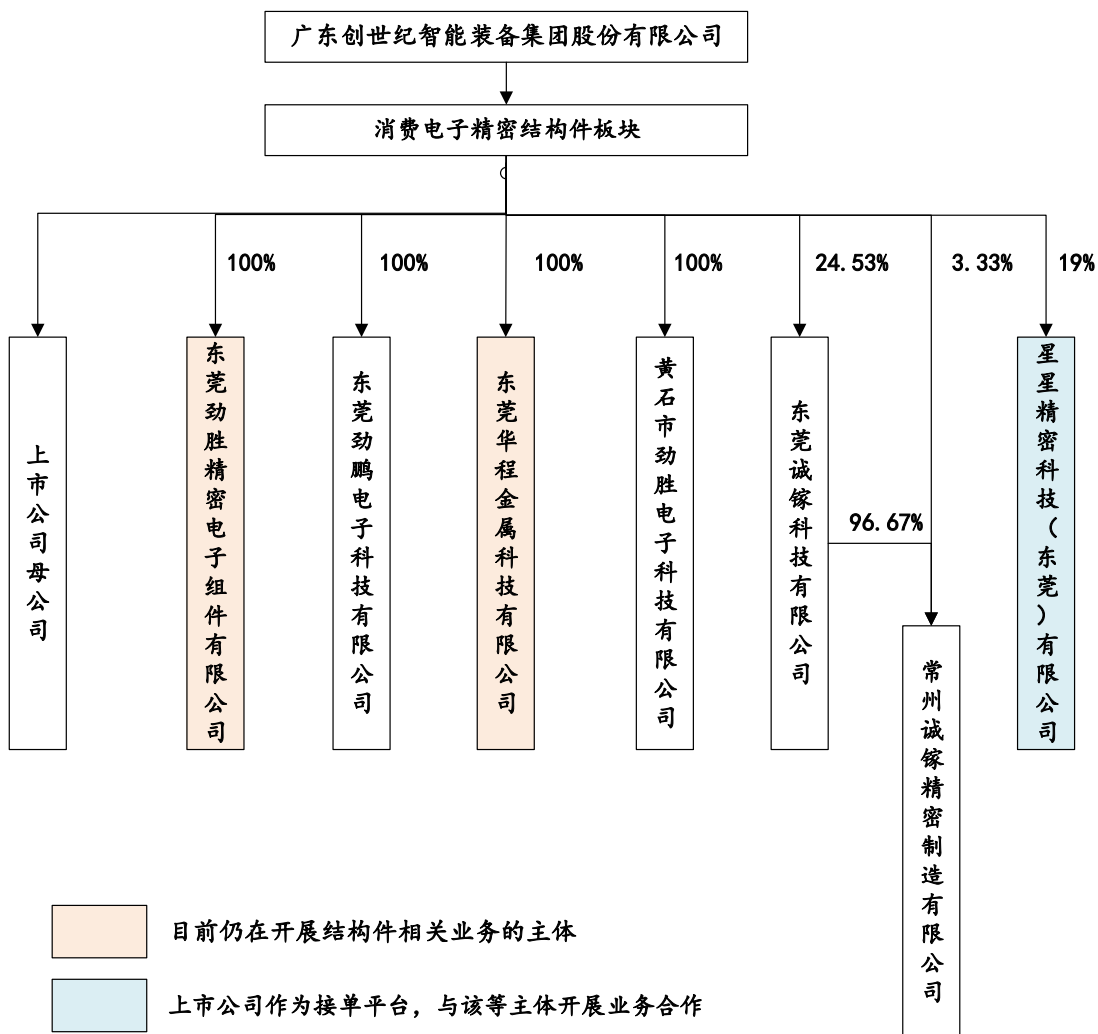 广东创世纪智能装备集团股份有限公司
消费电子精密结构件板块
100%
100%
100%
100%
24.53%
3.33%
19%
上市公司母公司
东莞劲胜精密电子组件有限公司
东莞劲鹏电子科技有限公司
东莞华程金属科技有限公司
黄石市劲胜电子科技有限公司
东莞诚镓科技有限公司
96.67%
常州诚镓精密制造有限公司
星星精密科技（东莞）有限公司
目前仍在开展结构件相关业务的主体
上市公司作为接单平台，与该等主体开展业务合作